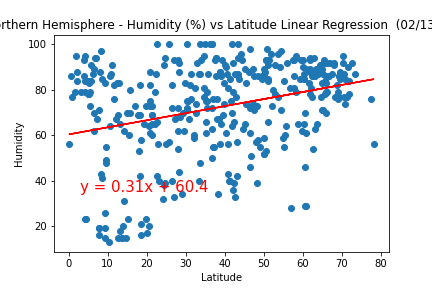 orthern Hemisphere - Humidity (%) vs Latitude Linear Regression (02/13
100
80
60
40
20
Humidity
y = 0.31x + 60.4
0 10 20 30 40 50 60 70 80
Latitude